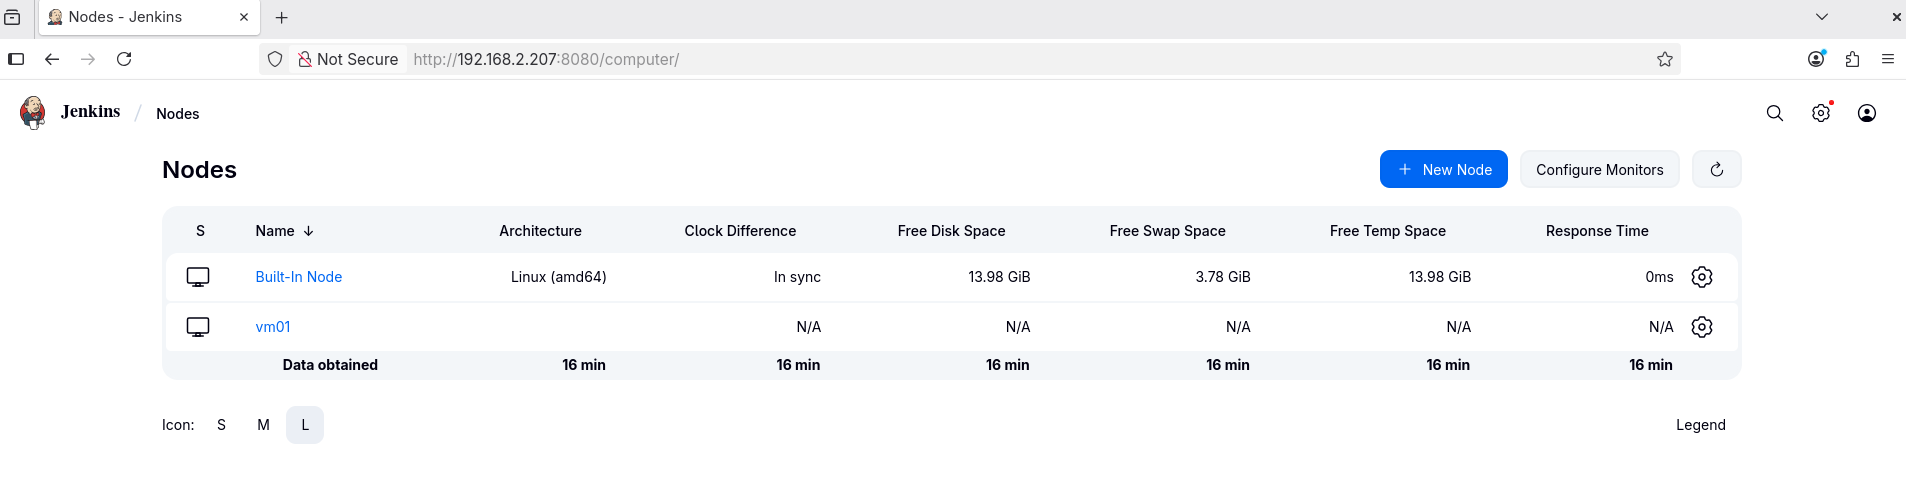 Nodes - Jenkins
Not Secure http://192.168.2.207:8080/computer/
Jenkins / Nodes
Nodes
+ New Node Configure Monitors
S Name ↓ Architecture Clock Difference Free Disk Space Free Swap Space Free Temp Space Response Time
Built-In Node Linux (amd64) In sync 13.98 GiB 3.78 GiB 13.98 GiB 0ms
vm01 N/A N/A N/A N/A N/A
Data obtained 16 min 16 min 16 min 16 min 16 min 16 min
Icon: S M L Legend